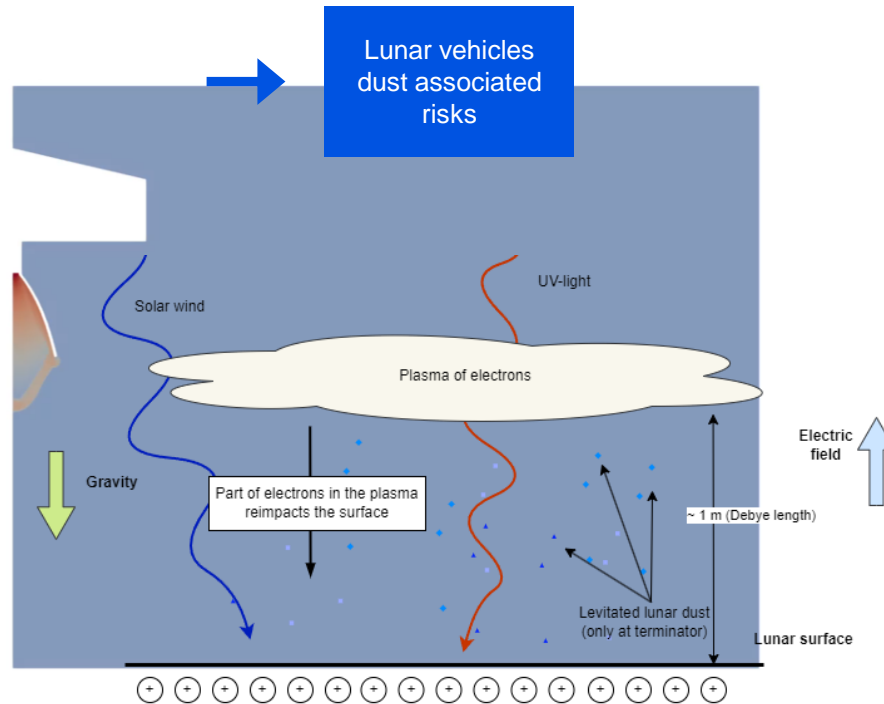 Lunar vehicles
dust associated
risks
UV-light
Solar wind
Plasma of electrons
Electric
field
Gravity
Part of electrons in the plasma
reimpacts the surface
~ 1 m (Debye length)
Levitated lunar dust
(only at terminator)
Lunar surface
+ + + + + + + + + + + + + + + +